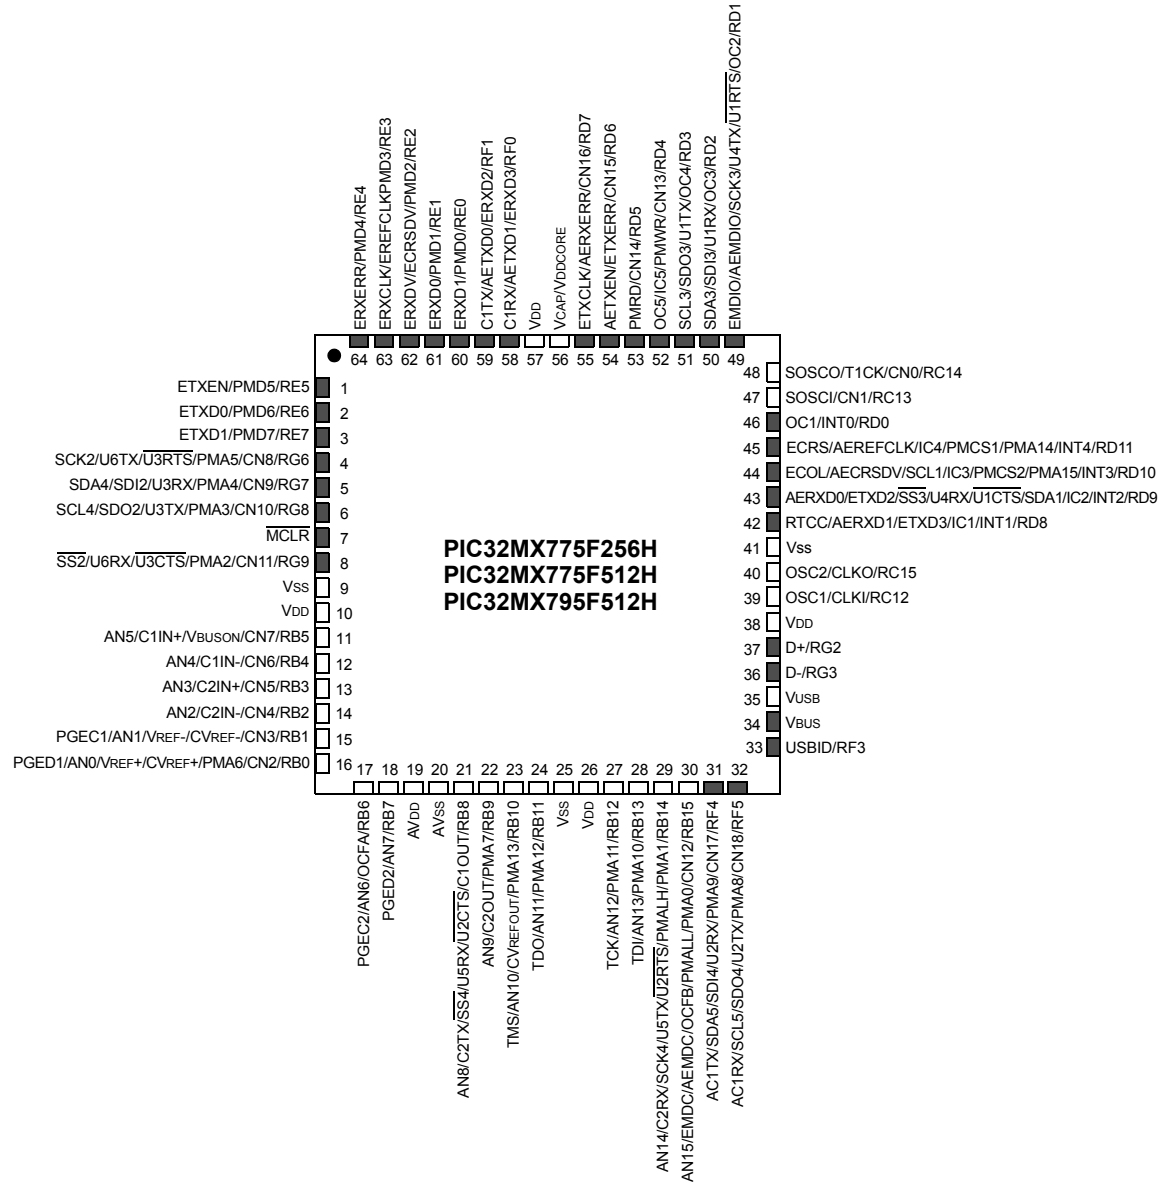 ERXERR/PMD4/RE4
ERXCLK/EREFCLKPMD3/RE3
ERXDV/ECRSDV/PMD2/RE2
ERXD0/PMD1/RE1
ERXD1/PMD0/RE0
C1TX/AETXD0/ERXD2/RF1
C1RX/AETXD1/ERXD3/RF0
VDD
VCAP/VDDCORE
ETXCLK/AERXERR/CN16/RD7
AETXEN/ETXERR/CN15/RD6
PMRD/CN14/RD5
OC5/IC5/PMWR/CN13/RD4
SCL3/SDO3/U1TX/OC4/RD3
SDA3/SDI3/U1RX/OC3/RD2
EMDIO/AEMDIO/SCK3/U4TX/U1RTS/OC2/RD1
64 63 62 61 60 59 58 57 56 55 54 53 52 51 50 49
ETXEN/PMD5/RE5 1
ETXD0/PMD6/RE6 2
ETXD1/PMD7/RE7 3
SCK2/U6TX/U3RTS/PMA5/CN8/RG6 4
SDA4/SDI2/U3RX/PMA4/CN9/RG7 5
SCL4/SDO2/U3TX/PMA3/CN10/RG8 6
MCLR 7
SS2/U6RX/U3CTS/PMA2/CN11/RG9 8
VSS 9
VDD 10
AN5/C1IN+/VBUSON/CN7/RB5 11
AN4/C1IN-/CN6/RB4 12
AN3/C2IN+/CN5/RB3 13
AN2/C2IN-/CN4/RB2 14
PGEC1/AN1/VREF-/CVREF-/CN3/RB1 15
PGED1/AN0/VREF+/CVREF+/PMA6/CN2/RB0 16
PIC32MX775F256H
PIC32MX775F512H
PIC32MX795F512H
48 SOSCO/T1CK/CN0/RC14
47 SOSCI/CN1/RC13
46 OC1/INT0/RD0
45 ECRS/AEREFCLK/IC4/PMCS1/PMA14/INT4/RD11
44 ECOL/AECRSDV/SCL1/IC3/PMCS2/PMA15/INT3/RD10
43 AERXD0/ETXD2/SS3/U4RX/U1CTS/SDA1/IC2/INT2/RD9
42 RTCC/AERXD1/ETXD3/IC1/INT1/RD8
41 Vss
40 OSC2/CLKO/RC15
39 OSC1/CLKI/RC12
38 VDD
37 D+/RG2
36 D-/RG3
35 VUSB
34 VBUS
33 USBID/RF3
17 18 19 20 21 22 23 24 25 26 27 28 29 30 31 32
PGEC2/AN6/OCFA/RB6
PGED2/AN7/RB7
AVDD
AVSS
AN8/C2TX/SS4/U5RX/U2CTS/C1OUT/RB8
AN9/C2OUT/PMA7/RB9
TMS/AN10/CVREFOUT/PMA13/RB10
TDO/AN11/PMA12/RB11
VSS
VDD
TCK/AN12/PMA11/RB12
TDI/AN13/PMA10/RB13
AN14/C2RX/SCK4/U5TX/U2RTS/PMALH/PMA1/RB14
AN15/EMDC/AEMDC/OCFB/PMALL/PMA0/CN12/RB15
AC1TX/SDA5/SDI4/U2RX/PMA9/CN17/RF4
AC1RX/SCL5/SDO4/U2TX/PMA8/CN18/RF5